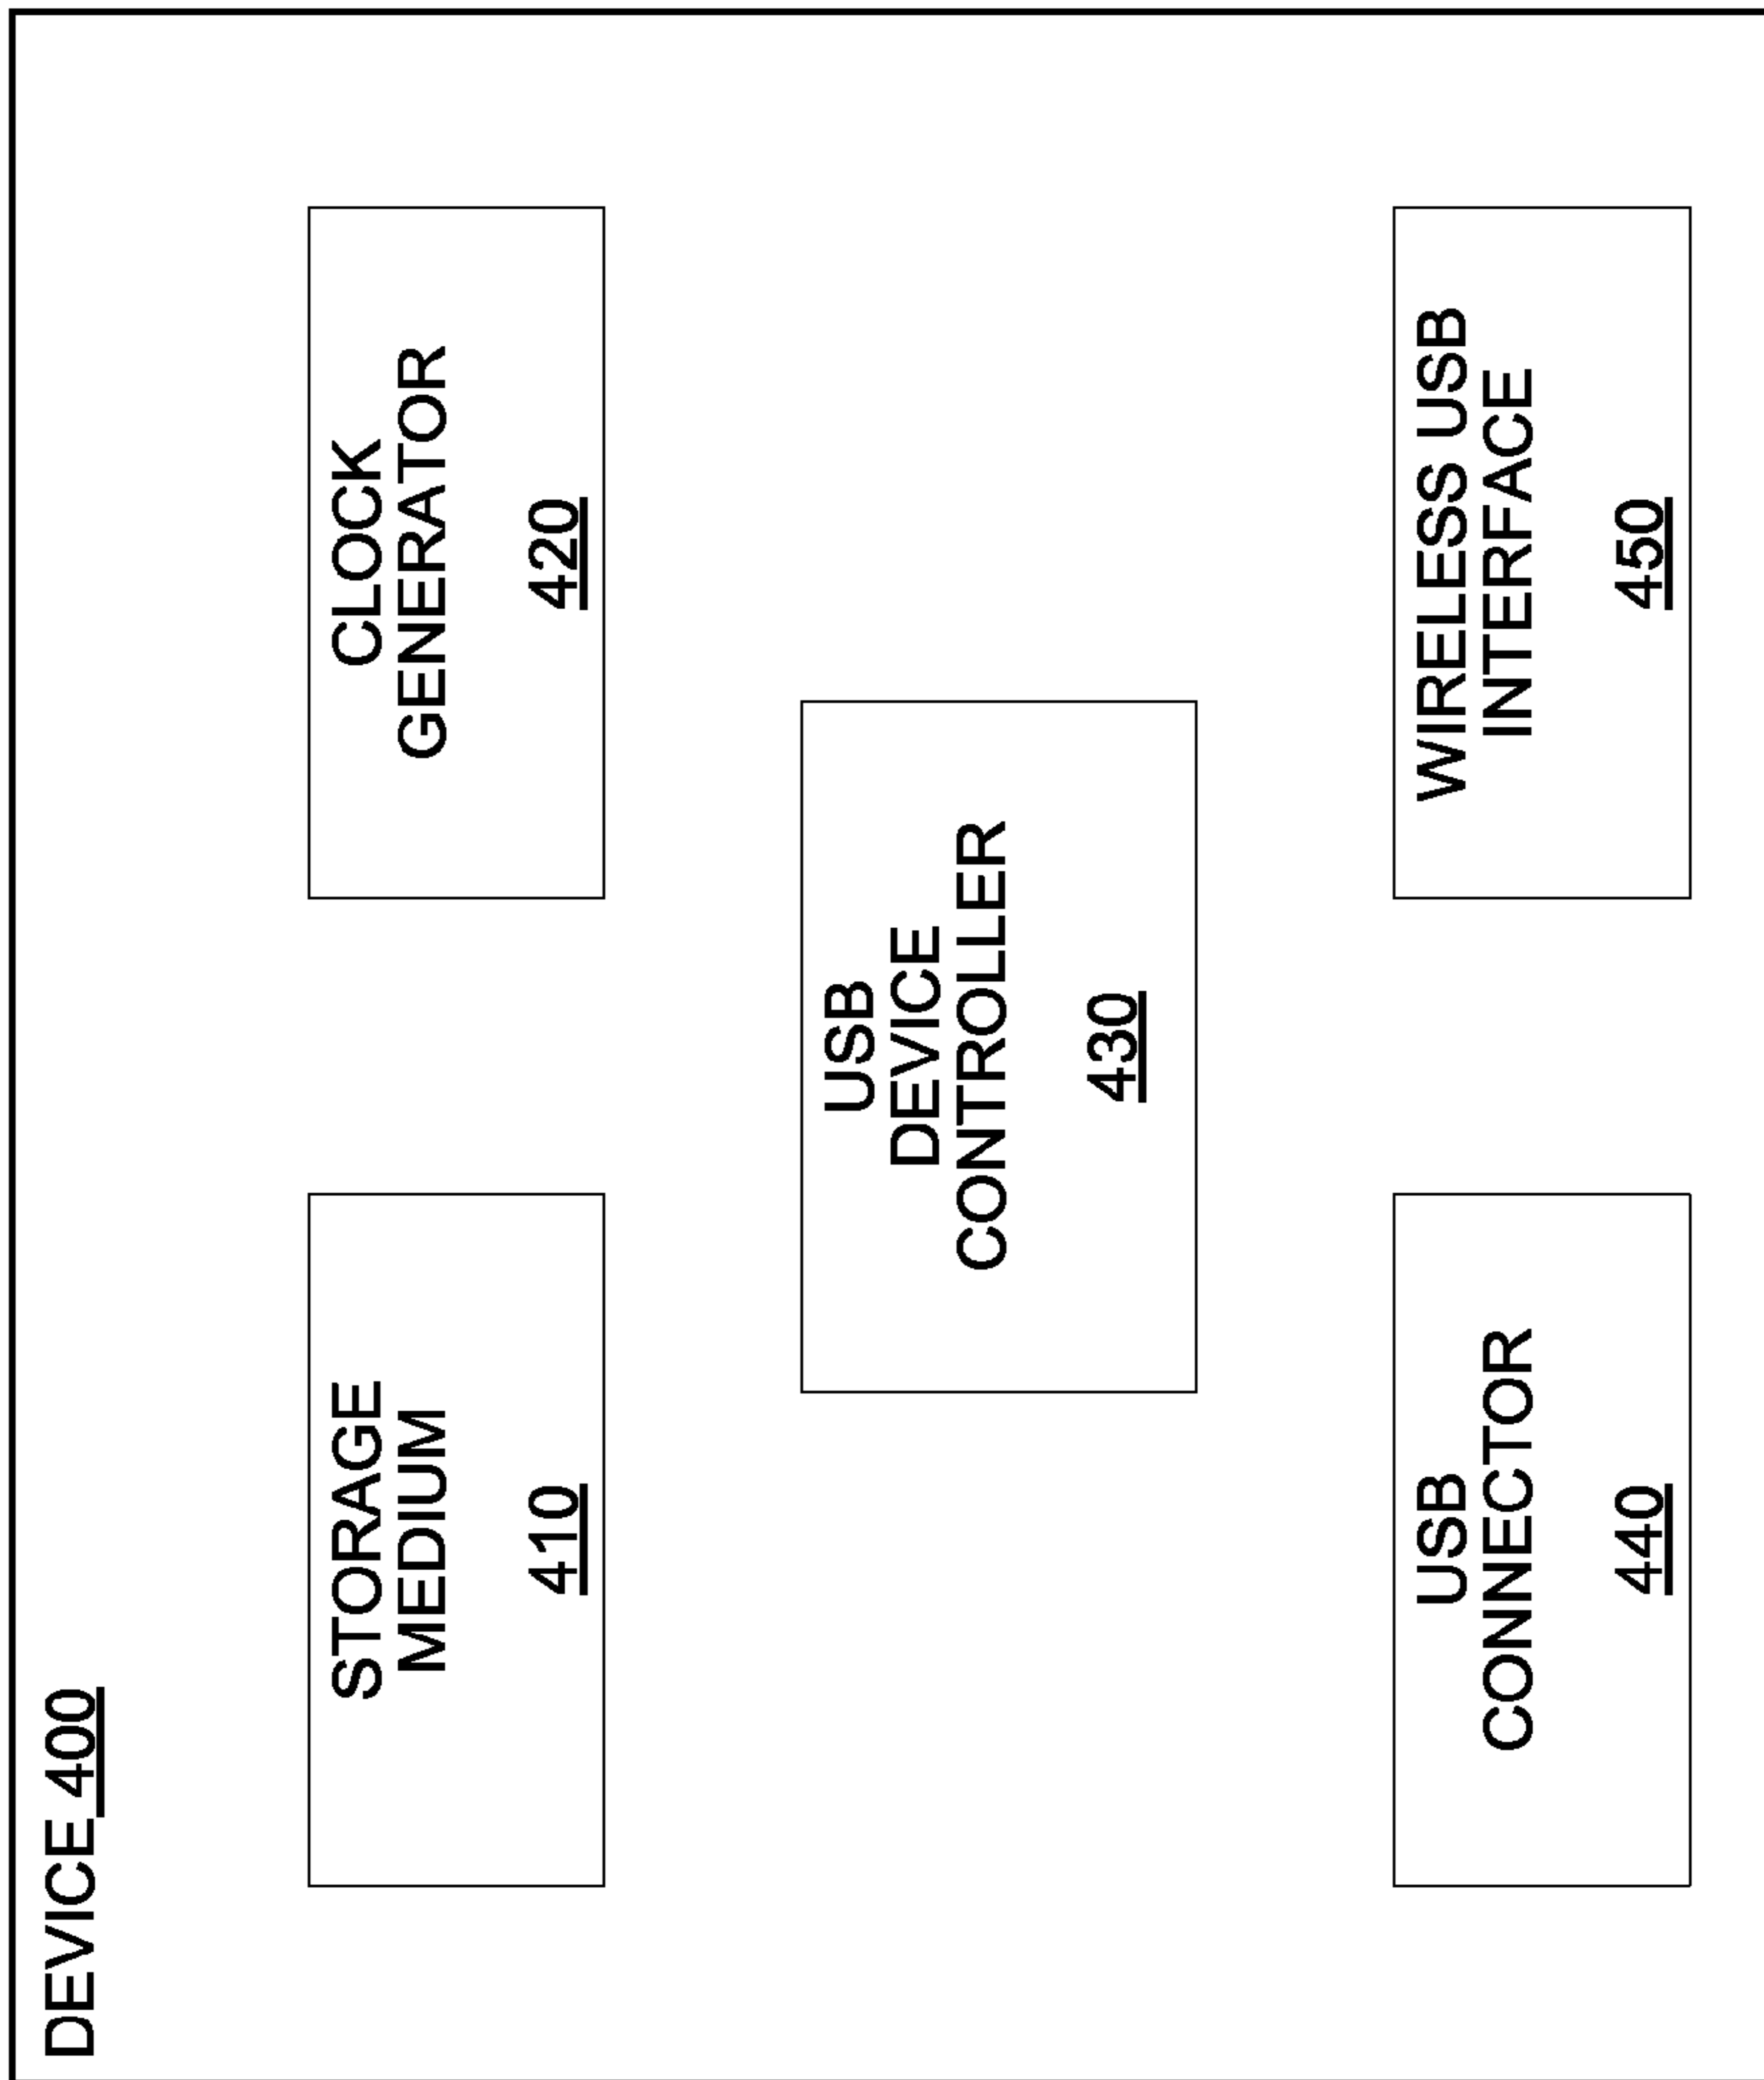 DEVICE 400
STORAGE
MEDIUM
410
CLOCK
GENERATOR
420
USB
DEVICE
CONTROLLER
430
USB
CONNECTOR
440
WIRELESS USB
INTERFACE
450